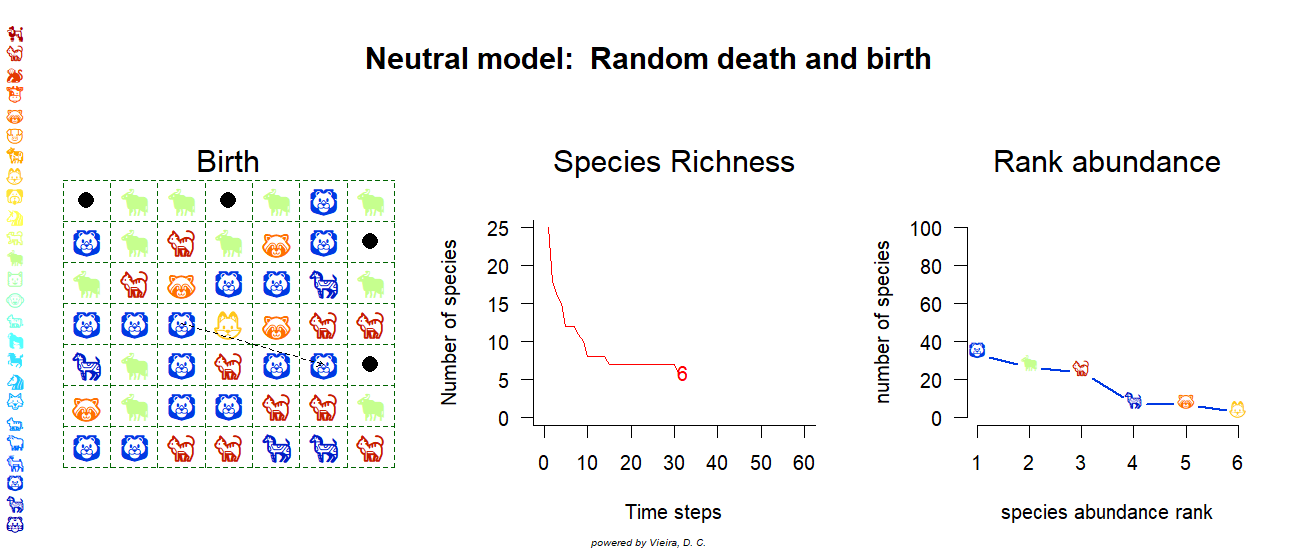 Neutral model:  Random death and birth
Birth
Species Richness
Rank abundance
Number of species
25
20
15
10
5
0
6
0 10 20 30 40 50 60
Time steps
number of species
100
80
60
40
20
0
1 2 3 4 5 6
species abundance rank
powered by Vieira, D. C.